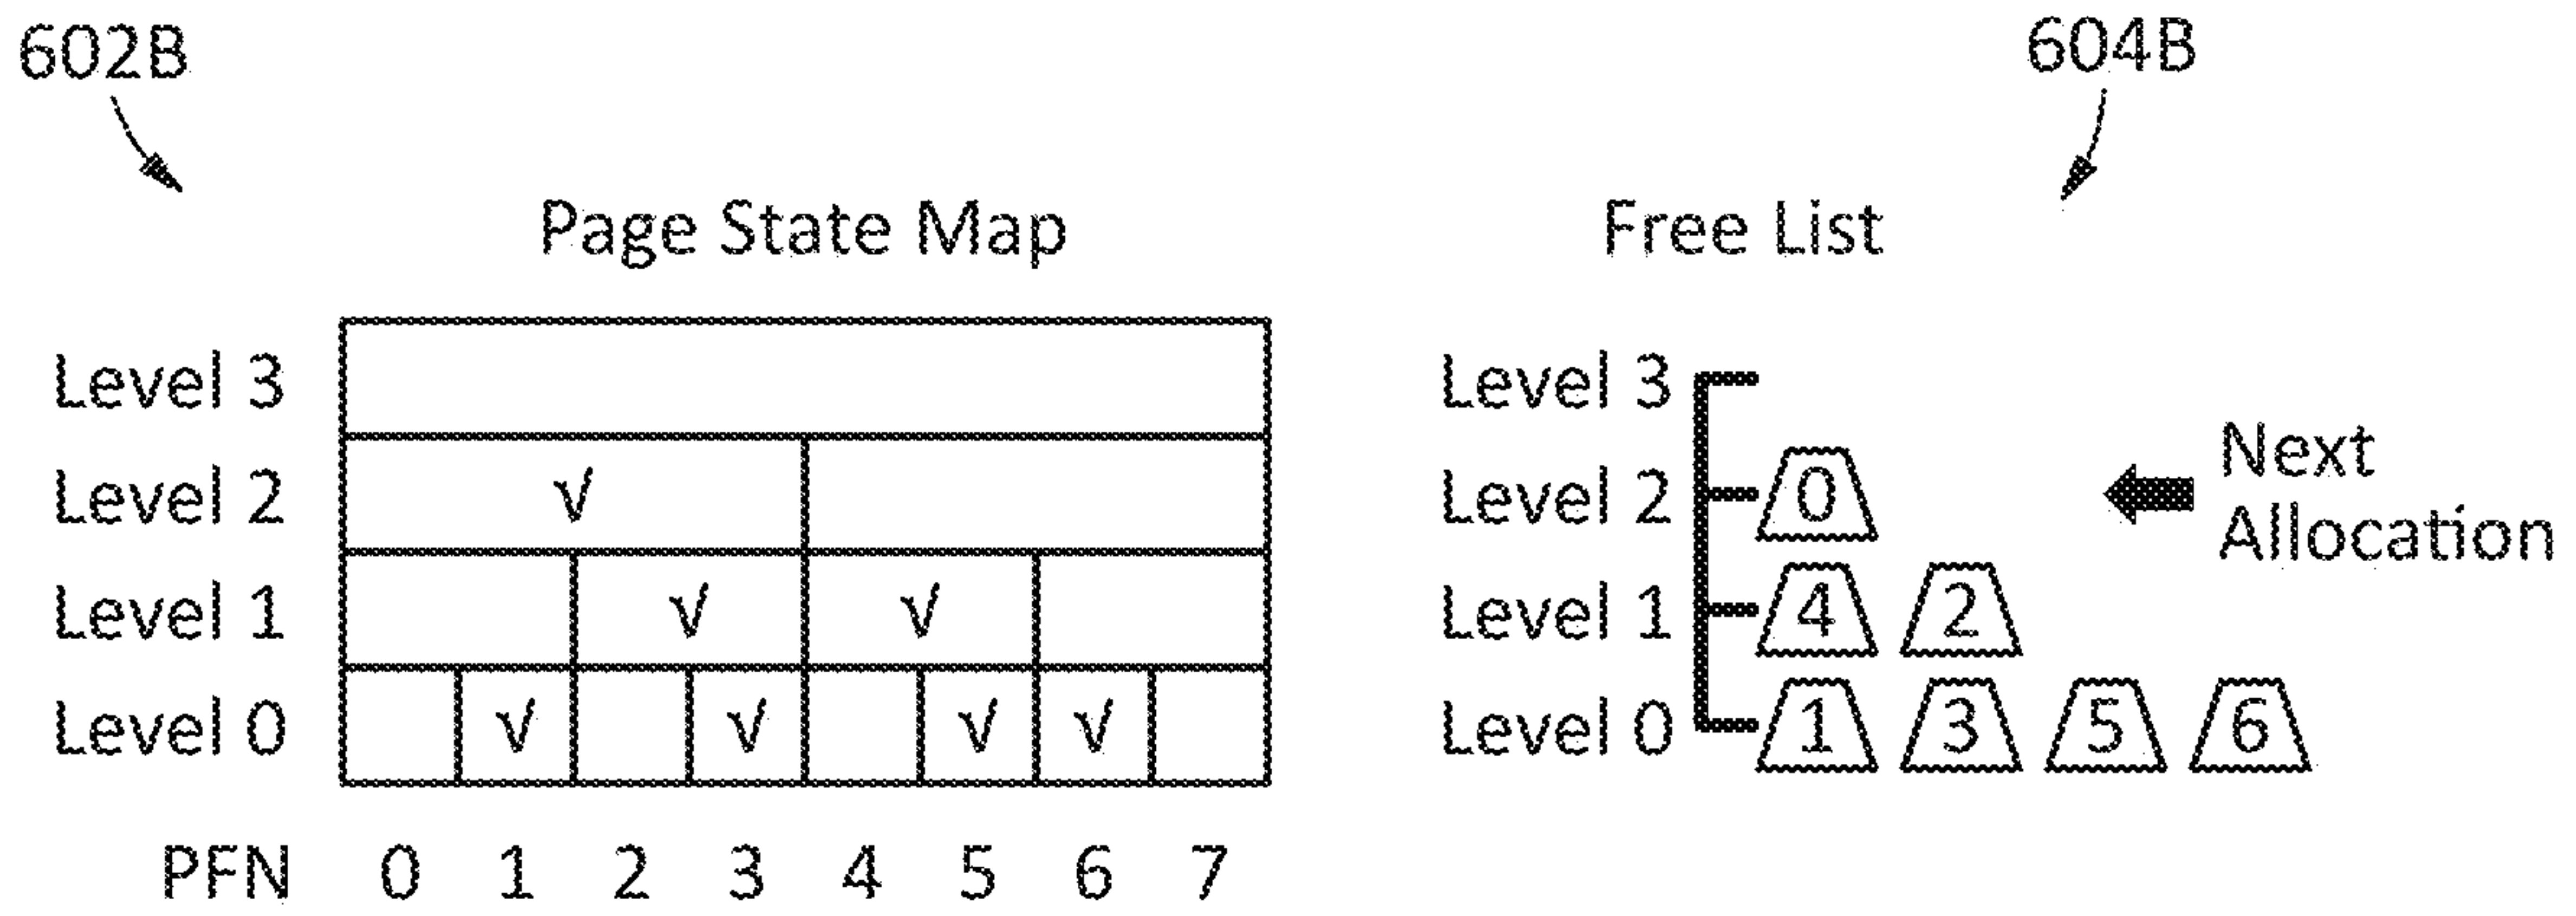 602B
604B
Page State Map
Free List
Level 3
Level 2 √
Level 1 √ √
Level 0 √ √ √ √
PFN 0 1 2 3 4 5 6 7
Level 3
Level 2 0
Level 1 4 2
Level 0 1 3 5 6
Next
Allocation